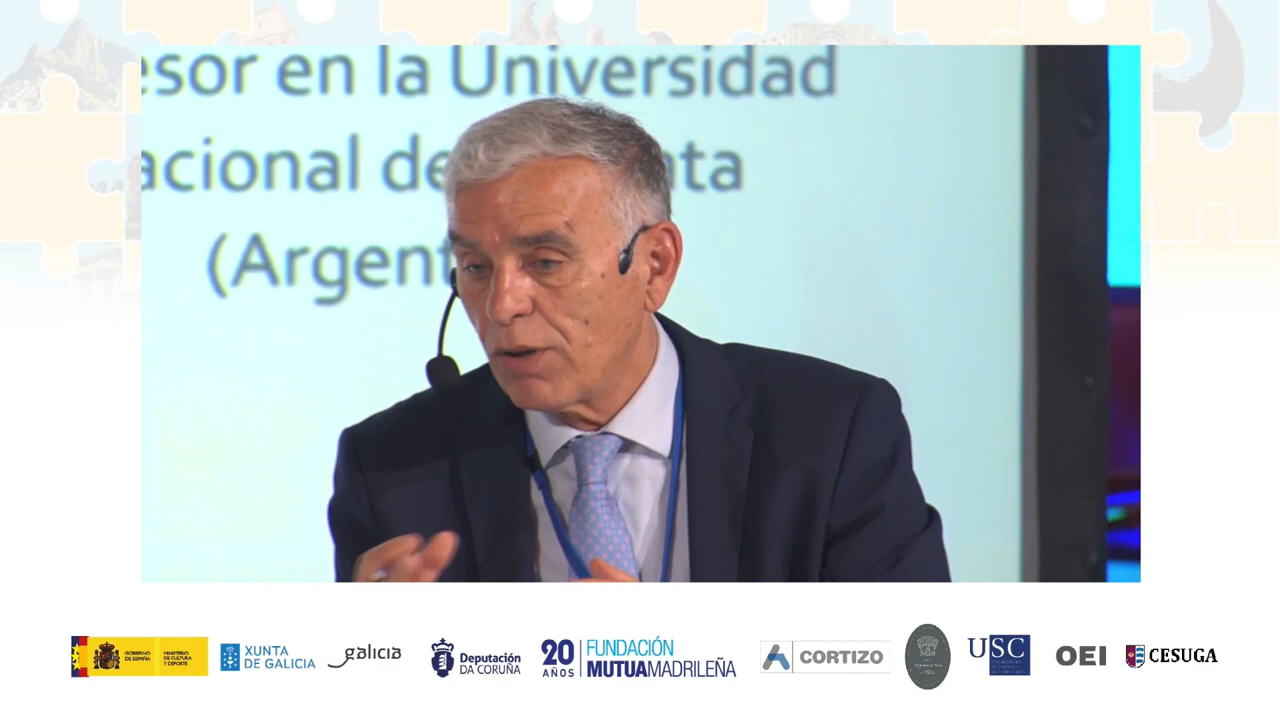 esor en la Universidad
acional de
ata
(Argent
GOBIERNO
DE ESPAÑA
MINISTERIO
DE CULTURA
Y DEPORTE
XUNTA
DE GALICIA
galicia
Deputación
DA CORUÑA
20
AÑOS
FUNDACIÓN
MUTUAMADRILEÑA
CORTIZO
USC
OEI
CESUGA